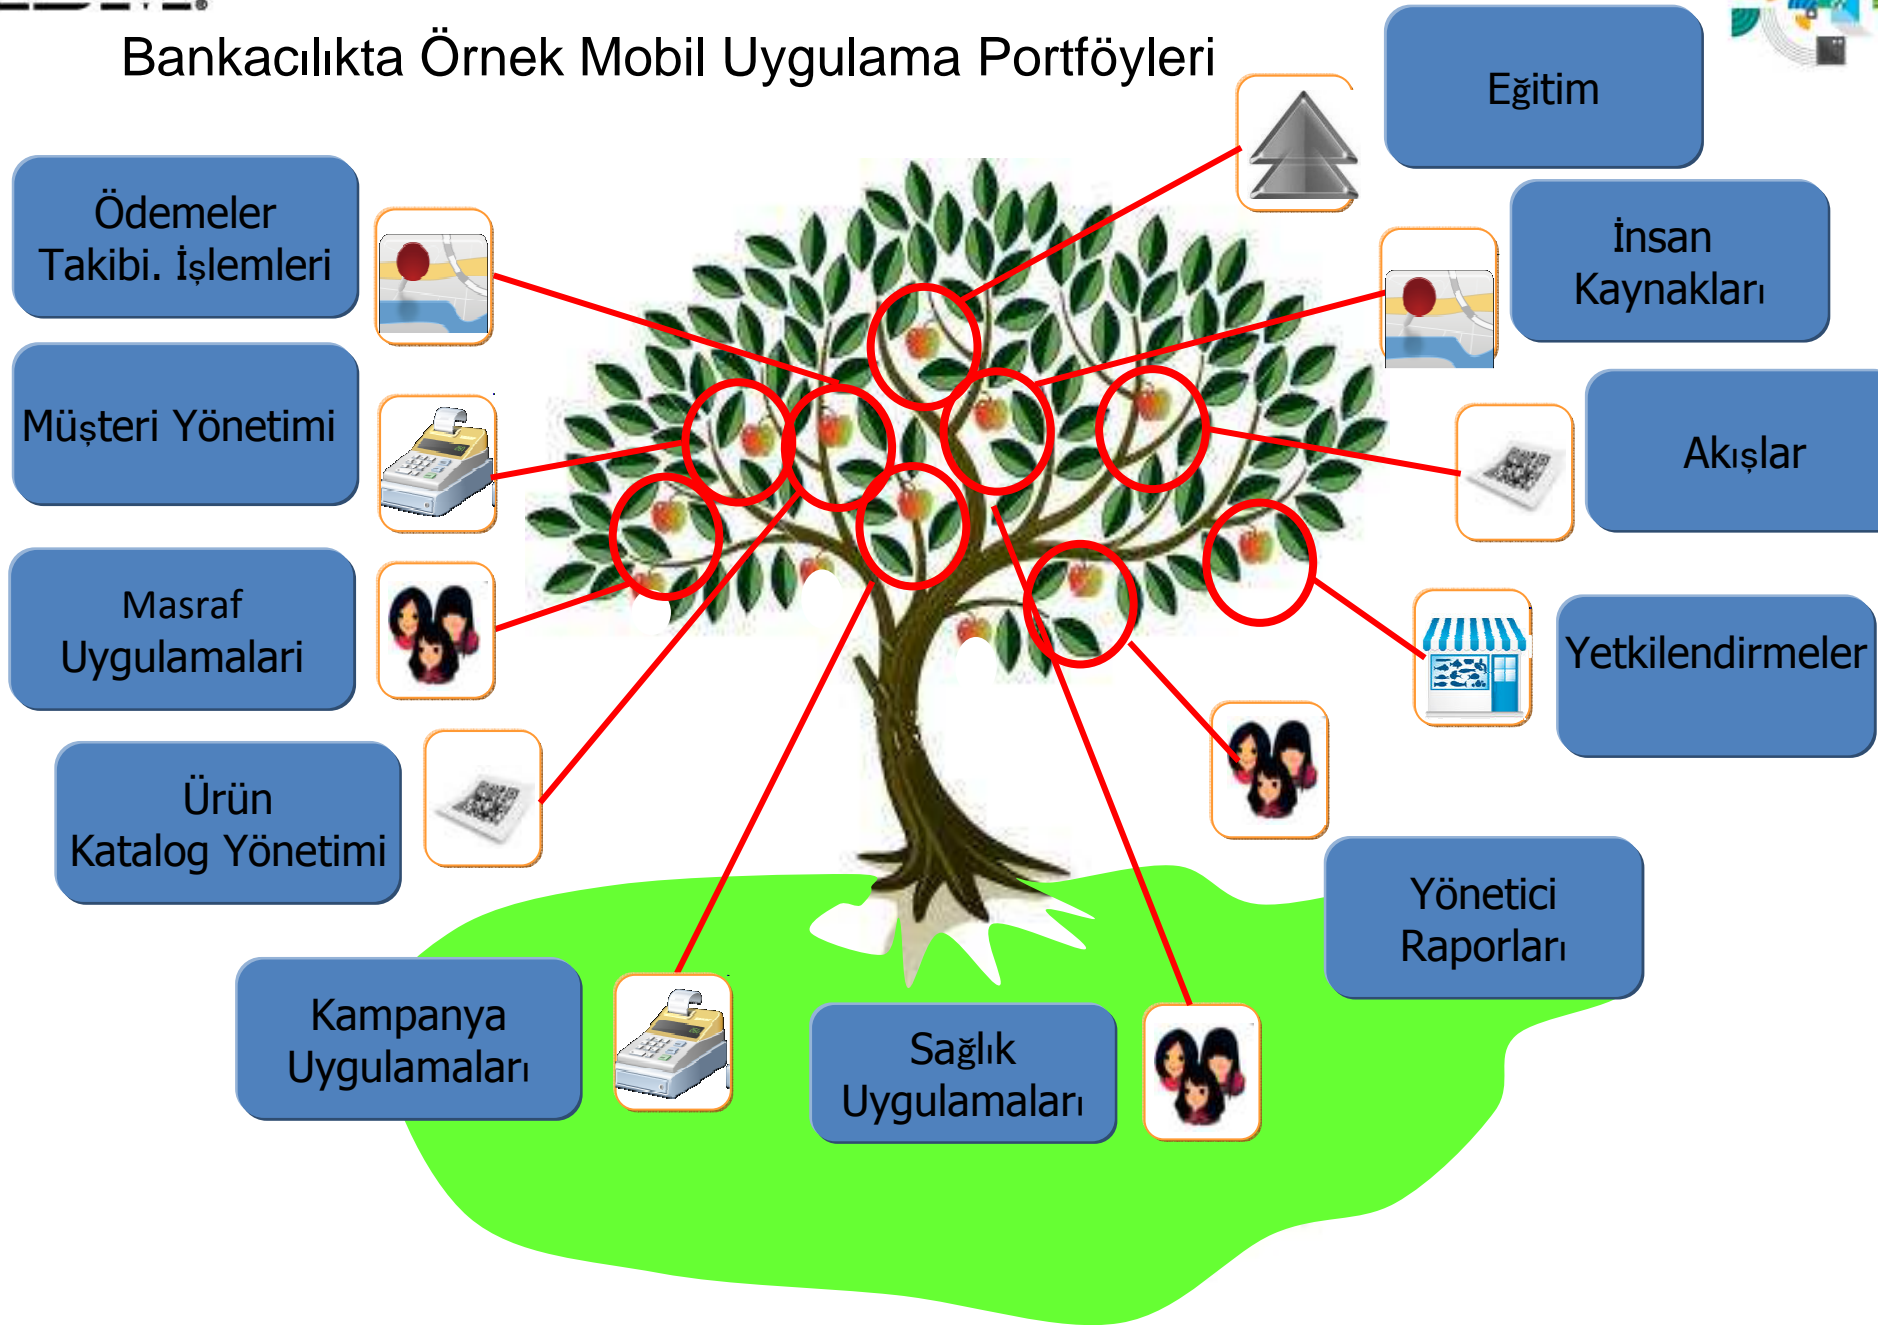 Bankacılıkta Örnek Mobil Uygulama Portföyleri
Eğitim
Ödemeler
Takibi. İşlemleri
İnsan
Kaynakları
Müşteri Yönetimi
Akışlar
Masraf
Uygulamalari
Yetkilendirmeler
Ürün
Katalog Yönetimi
Yönetici
Raporları
Kampanya
Uygulamaları
Sağlık
Uygulamaları